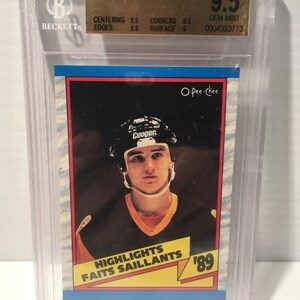 BECKETT
CENTERING 9.5 CORNERS 9.5
EDGES 9.5 SURFACE 9
9.5
GEM MINT
0004153773
O-Pee-Chee
Cooper
HIGHLIGHTS
FAITS SAILLANTS
'89